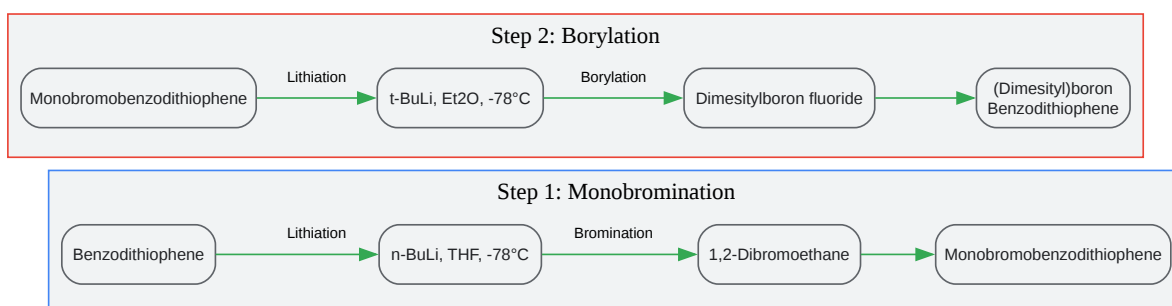 Step 2: Borylation
Monobromobenzodithiophene
Lithiation
t-BuLi, Et2O, -78°C
Borylation
Dimesitylboron fluoride
(Dimesityl)boron
Benzodithiophene
Step 1: Monobromination
Benzodithiophene
Lithiation
n-BuLi, THF, -78°C
Bromination
1,2-Dibromoethane
Monobromobenzodithiophene